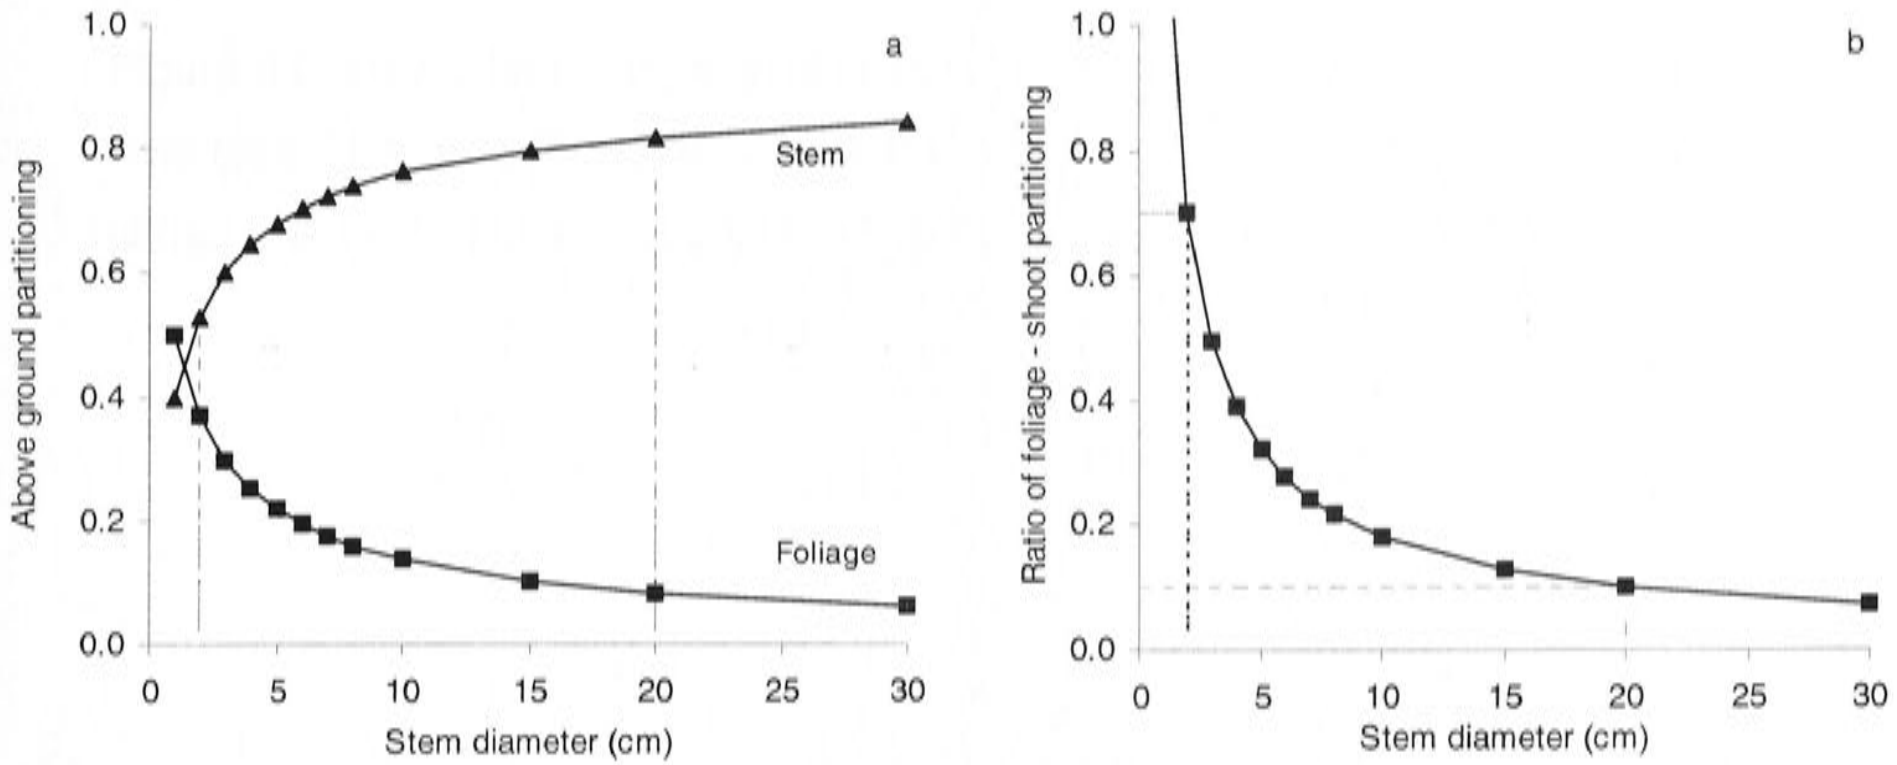 a
Above ground partitioning
1.0
0.8
0.6
0.4
0.2
0.0
Stem
Foliage
0 5 10 15 20 25 30
Stem diameter (cm)
b
Ratio of foliage - shoot partitioning
1.0
0.8
0.6
0.4
0.2
0.0
0 5 10 15 20 25 30
Stem diameter (cm)